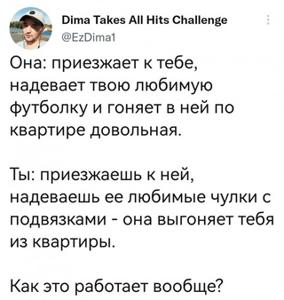 Dima Takes All Hits Challenge
@EzDima1
Она: приезжает к тебе,
надевает твою любимую
футболку и гоняет в ней по
квартире довольная.
Ты: приезжаешь к ней,
надеваешь ее любимые чулки с
подвязками - она выгоняет тебя
из квартиры.
Как это работает вообще?